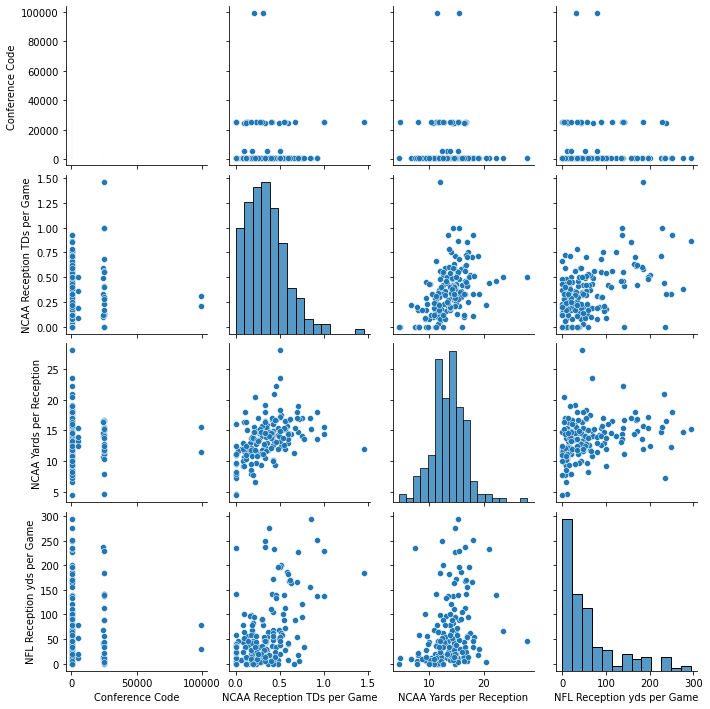 100000
80000
60000
40000
20000
0
Conference Code
1.50
1.25
1.00
0.75
0.50
0.25
0.00
NCAA Reception TDs per Game
25
20
15
10
5
NCAA Yards per Reception
300
250
200
150
100
50
0
NFL Reception yds per Game
0 50000 100000
Conference Code
0.0 0.5 1.0 1.5
NCAA Reception TDs per Game
10 20
NCAA Yards per Reception
0 100 200 300
NFL Reception yds per Game